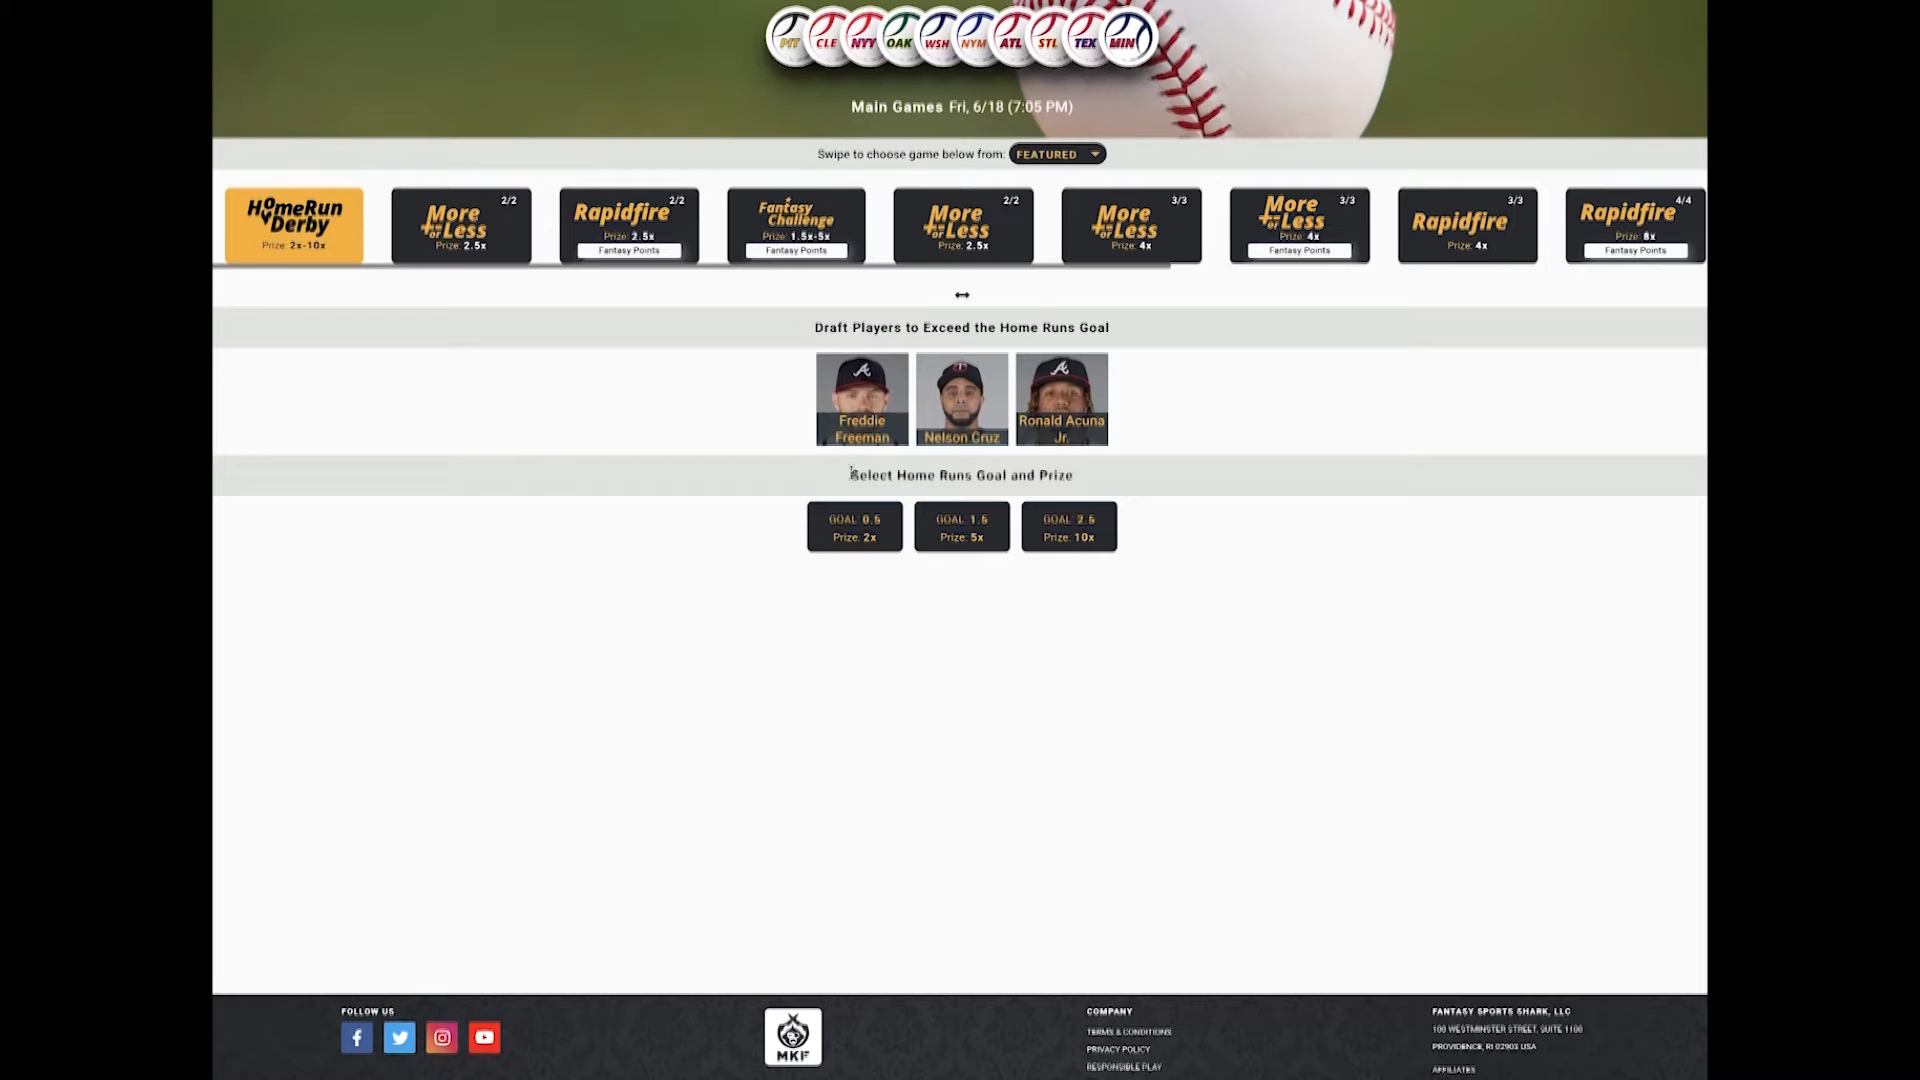 PIT CLE NYY OAK WSH NYM ATL STL TEX MIN
Main Games Fri, 6/18 (7:05 PM)
Swipe to choose game below from: FEATURED
HomeRun
Derby
Prize: 2x-10x
2/2
More
or Less
Prize: 2.5x
2/2
Rapidfire
Prize: 2.5x
Fantasy Points
Fantasy
Challenge
Prize: 1.5x-5x
Fantasy Points
2/2
More
or Less
Prize: 2.5x
3/3
More
or Less
Prize: 4x
3/3
More
or Less
Prize: 4x
Fantasy Points
3/3
Rapidfire
Prize: 4x
4/4
Rapidfire
Prize: 8x
Fantasy Points
Draft Players to Exceed the Home Runs Goal
Freddie
Freeman
Nelson Cruz
Ronald Acuna
Jr.
Select Home Runs Goal and Prize
GOAL: 0.5
Prize: 2x
GOAL: 1.5
Prize: 5x
GOAL: 2.5
Prize: 10x
FOLLOW US
MKF
COMPANY
TERMS & CONDITIONS
PRIVACY POLICY
RESPONSIBLE PLAY
FANTASY SPORTS SHARK, LLC
100 WESTMINSTER STREET, SUITE 1100
PROVIDENCE, RI 02903 USA
AFFILIATES